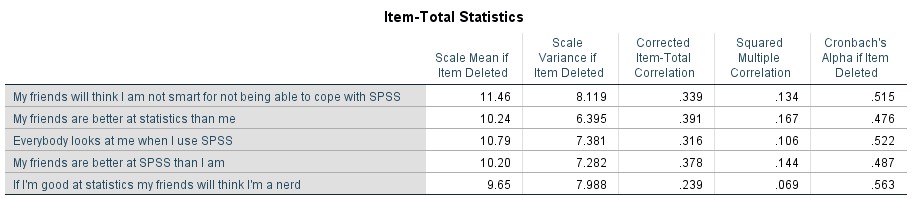 Item-Total Statistics
Scale Mean if Item Deleted Scale Variance if Item Deleted Corrected Item-Total Correlation Squared Multiple Correlation Cronbach's Alpha if Item Deleted
My friends will think I am not smart for not being able to cope with SPSS 11.46 8.119 .339 .134 .515
My friends are better at statistics than me 10.24 6.395 .391 .167 .476
Everybody looks at me when I use SPSS 10.79 7.381 .316 .106 .522
My friends are better at SPSS than I am 10.20 7.282 .378 .144 .487
If I'm good at statistics my friends will think I'm a nerd 9.65 7.988 .239 .069 .563